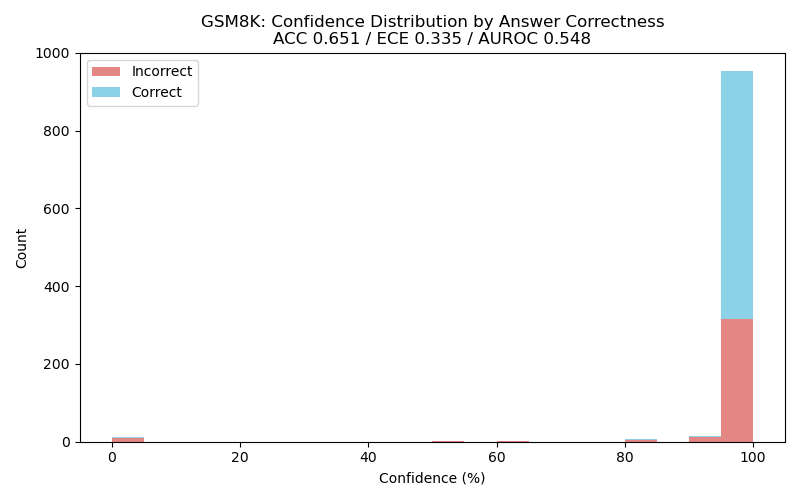 GSM8K: Confidence Distribution by Answer Correctness
ACC 0.651 / ECE 0.335 / AUROC 0.548
Incorrect
Correct
1000
800
600
400
200
0
Count
0 20 40 60 80 100
Confidence (%)